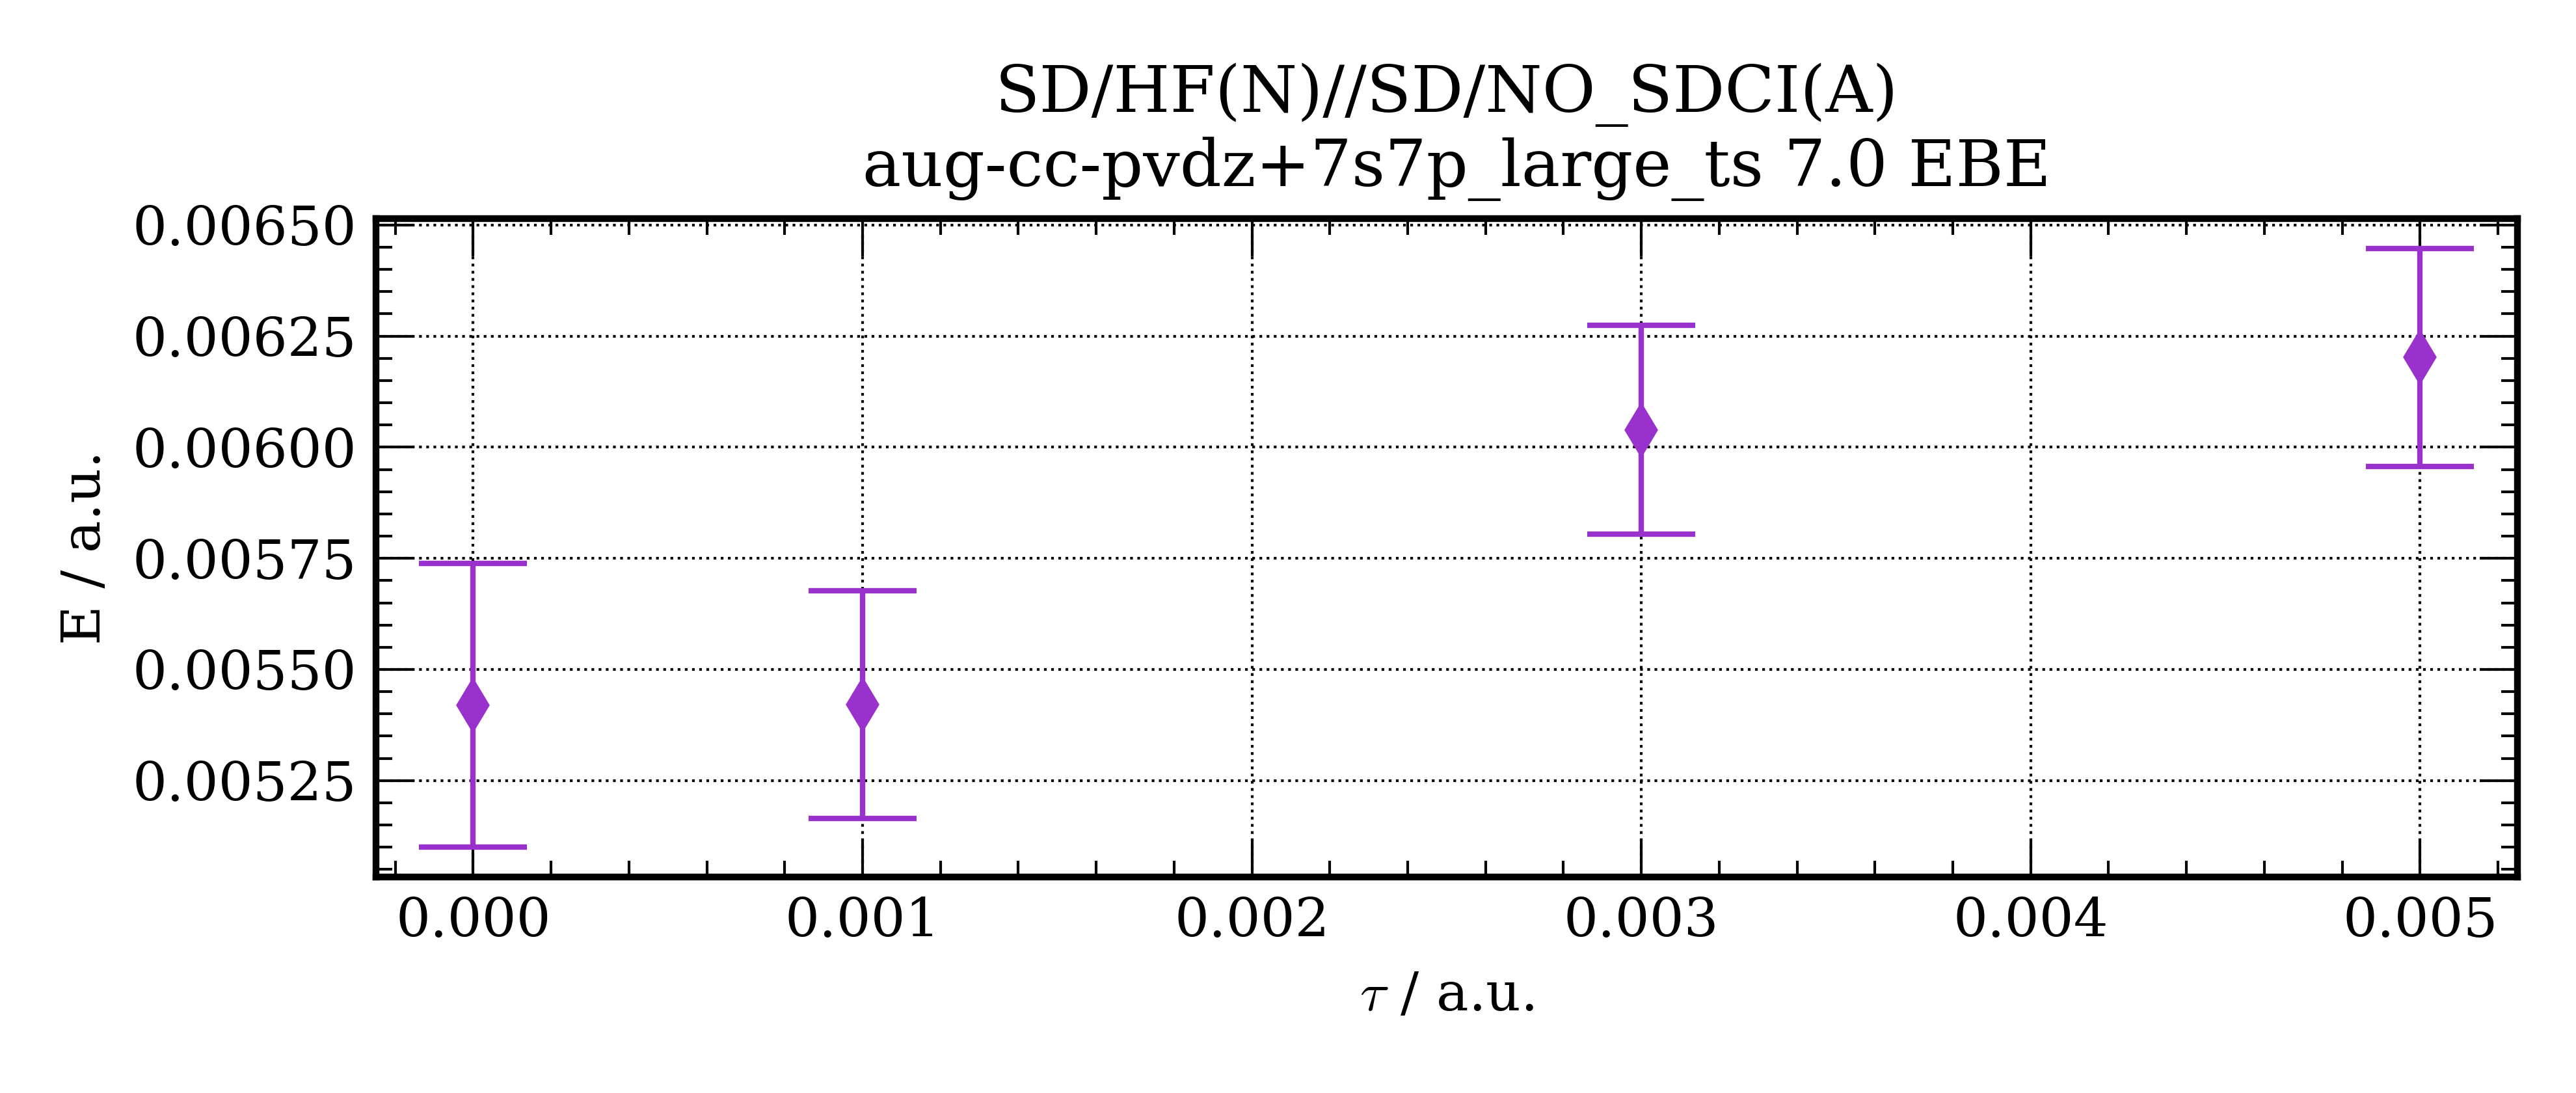 SD/HF(N)//SD/NO_SDCI(A)
aug-cc-pvdz+7s7p_large_ts 7.0 EBE
0.00650
0.00625
0.00600
0.00575
0.00550
0.00525
E / a.u.
0.000 0.001 0.002 0.003 0.004 0.005
τ / a.u.